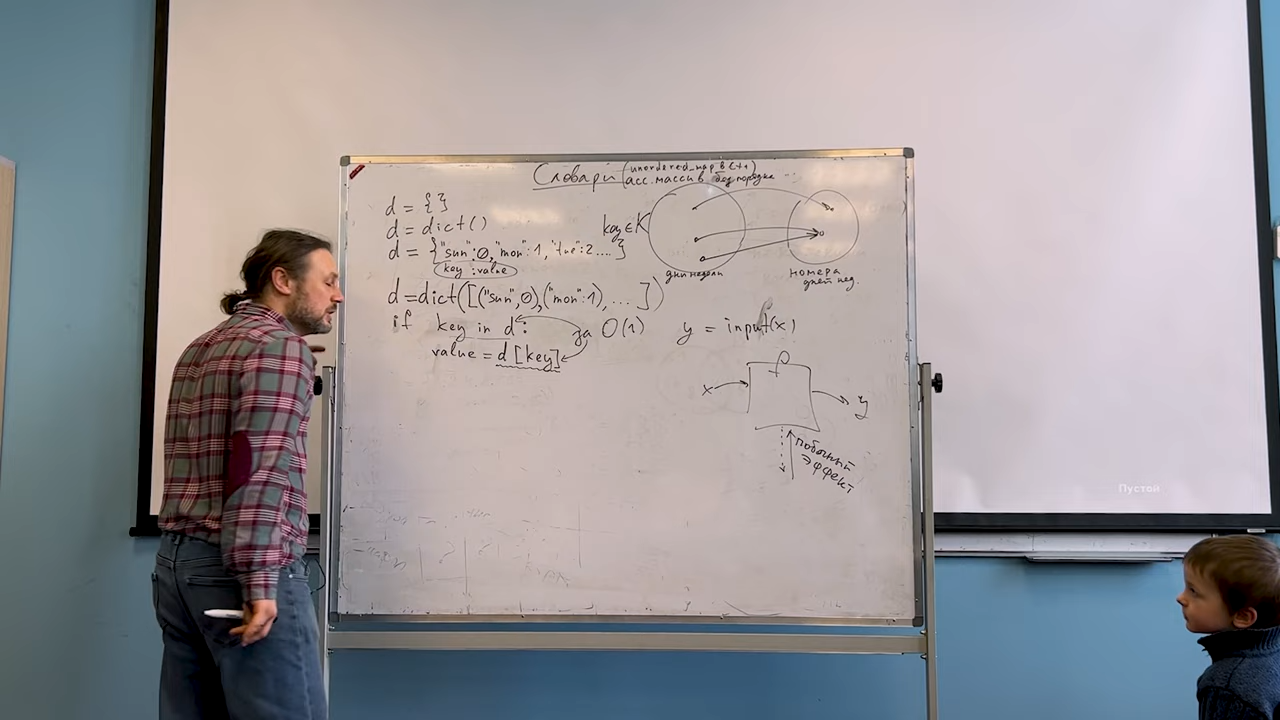 Словари (unordered_map в C++)
асс. массив без порядка ...
d = {}
d = dict()
d = {"sun":0, "mon":1, "tue":2....}
key :value
d=dict([("sun",0),("mon":1), ... ])
if key in d: за O(1)
value = d[key]
key∈K
дни недели
номера
дней нед.
y = input(x)
f
x
y
побочный
эффект
Пустой